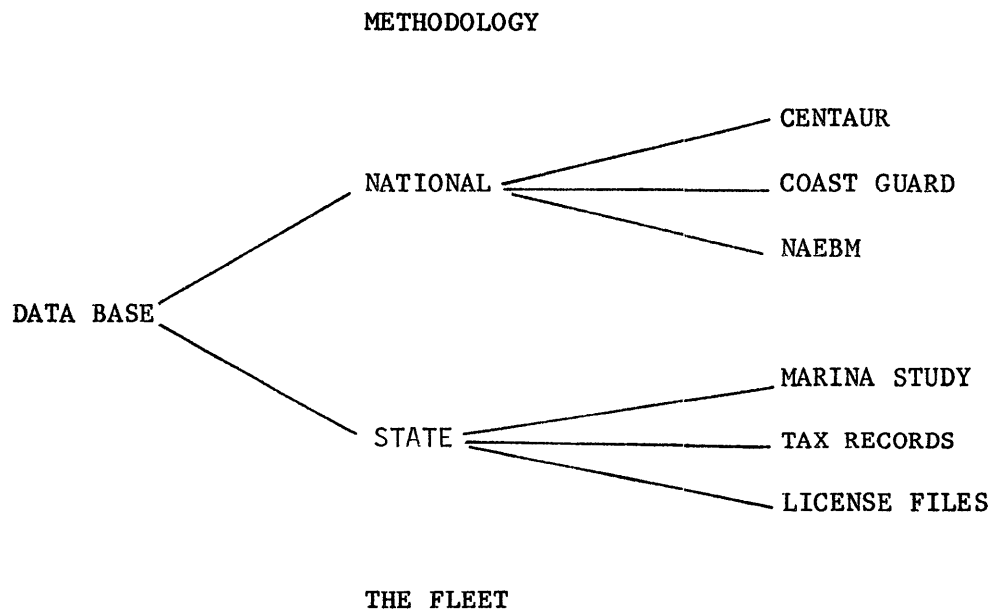 METHODOLOGY
CENTAUR
NATIONAL
COAST GUARD
NAEBM
DATA BASE
MARINA STUDY
STATE
TAX RECORDS
LICENSE FILES
THE FLEET